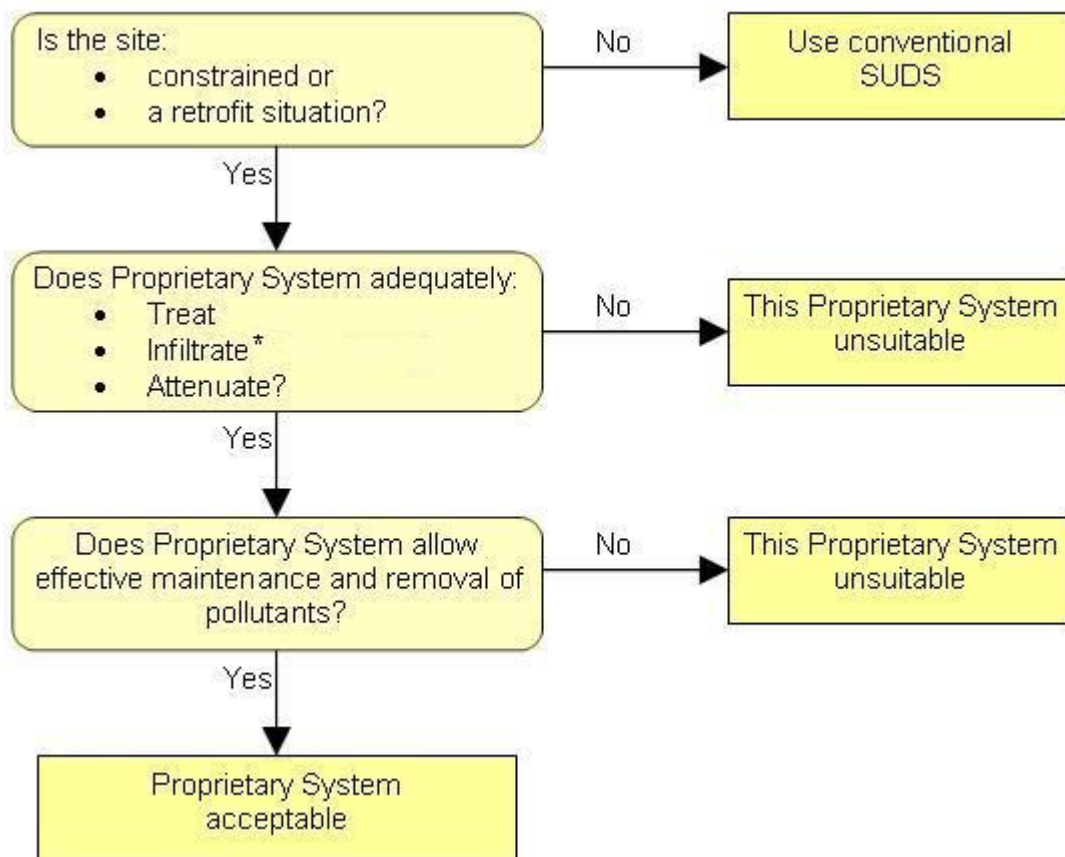 Is the site:
• constrained or
• a retrofit situation?
No
Use conventional
SUDS
Yes
Does Proprietary System adequately:
• Treat
• Infiltrate*
• Attenuate?
No
This Proprietary System
unsuitable
Yes
Does Proprietary System allow
effective maintenance and removal of
pollutants?
No
This Proprietary System
unsuitable
Yes
Proprietary System
acceptable